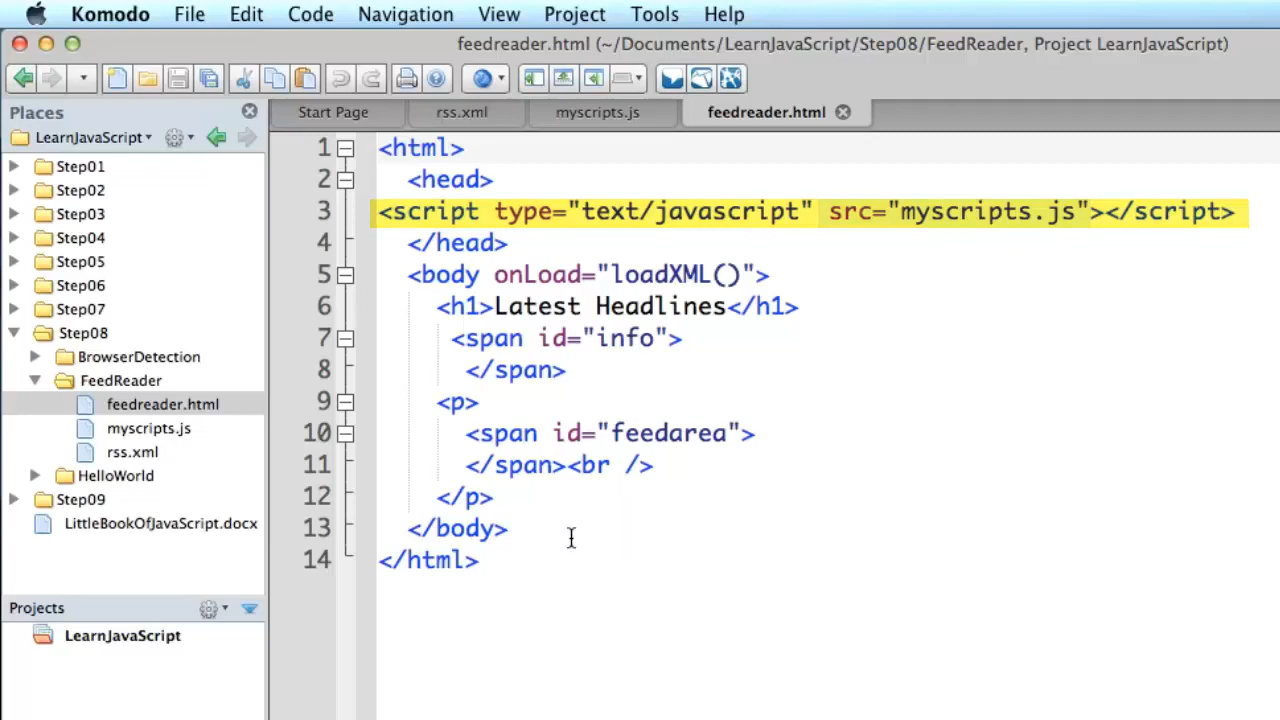 Komodo File Edit Code Navigation View Project Tools Help
feedreader.html (~/Documents/LearnJavaScript/Step08/FeedReader, Project LearnJavaScript)
Places
LearnJavaScript
Step01
Step02
Step03
Step04
Step05
Step06
Step07
Step08
BrowserDetection
FeedReader
feedreader.html
myscripts.js
rss.xml
HelloWorld
Step09
LittleBookOfJavaScript.docx
Projects
LearnJavaScript
Start Page rss.xml myscripts.js feedreader.html
1 <html>
2 <head>
3 <script type="text/javascript" src="myscripts.js"></script>
4 </head>
5 <body onLoad="loadXML()">
6 <h1>Latest Headlines</h1>
7 <span id="info">
8 </span>
9 <p>
10 <span id="feedarea">
11 </span><br />
12 </p>
13 </body>
14 </html>